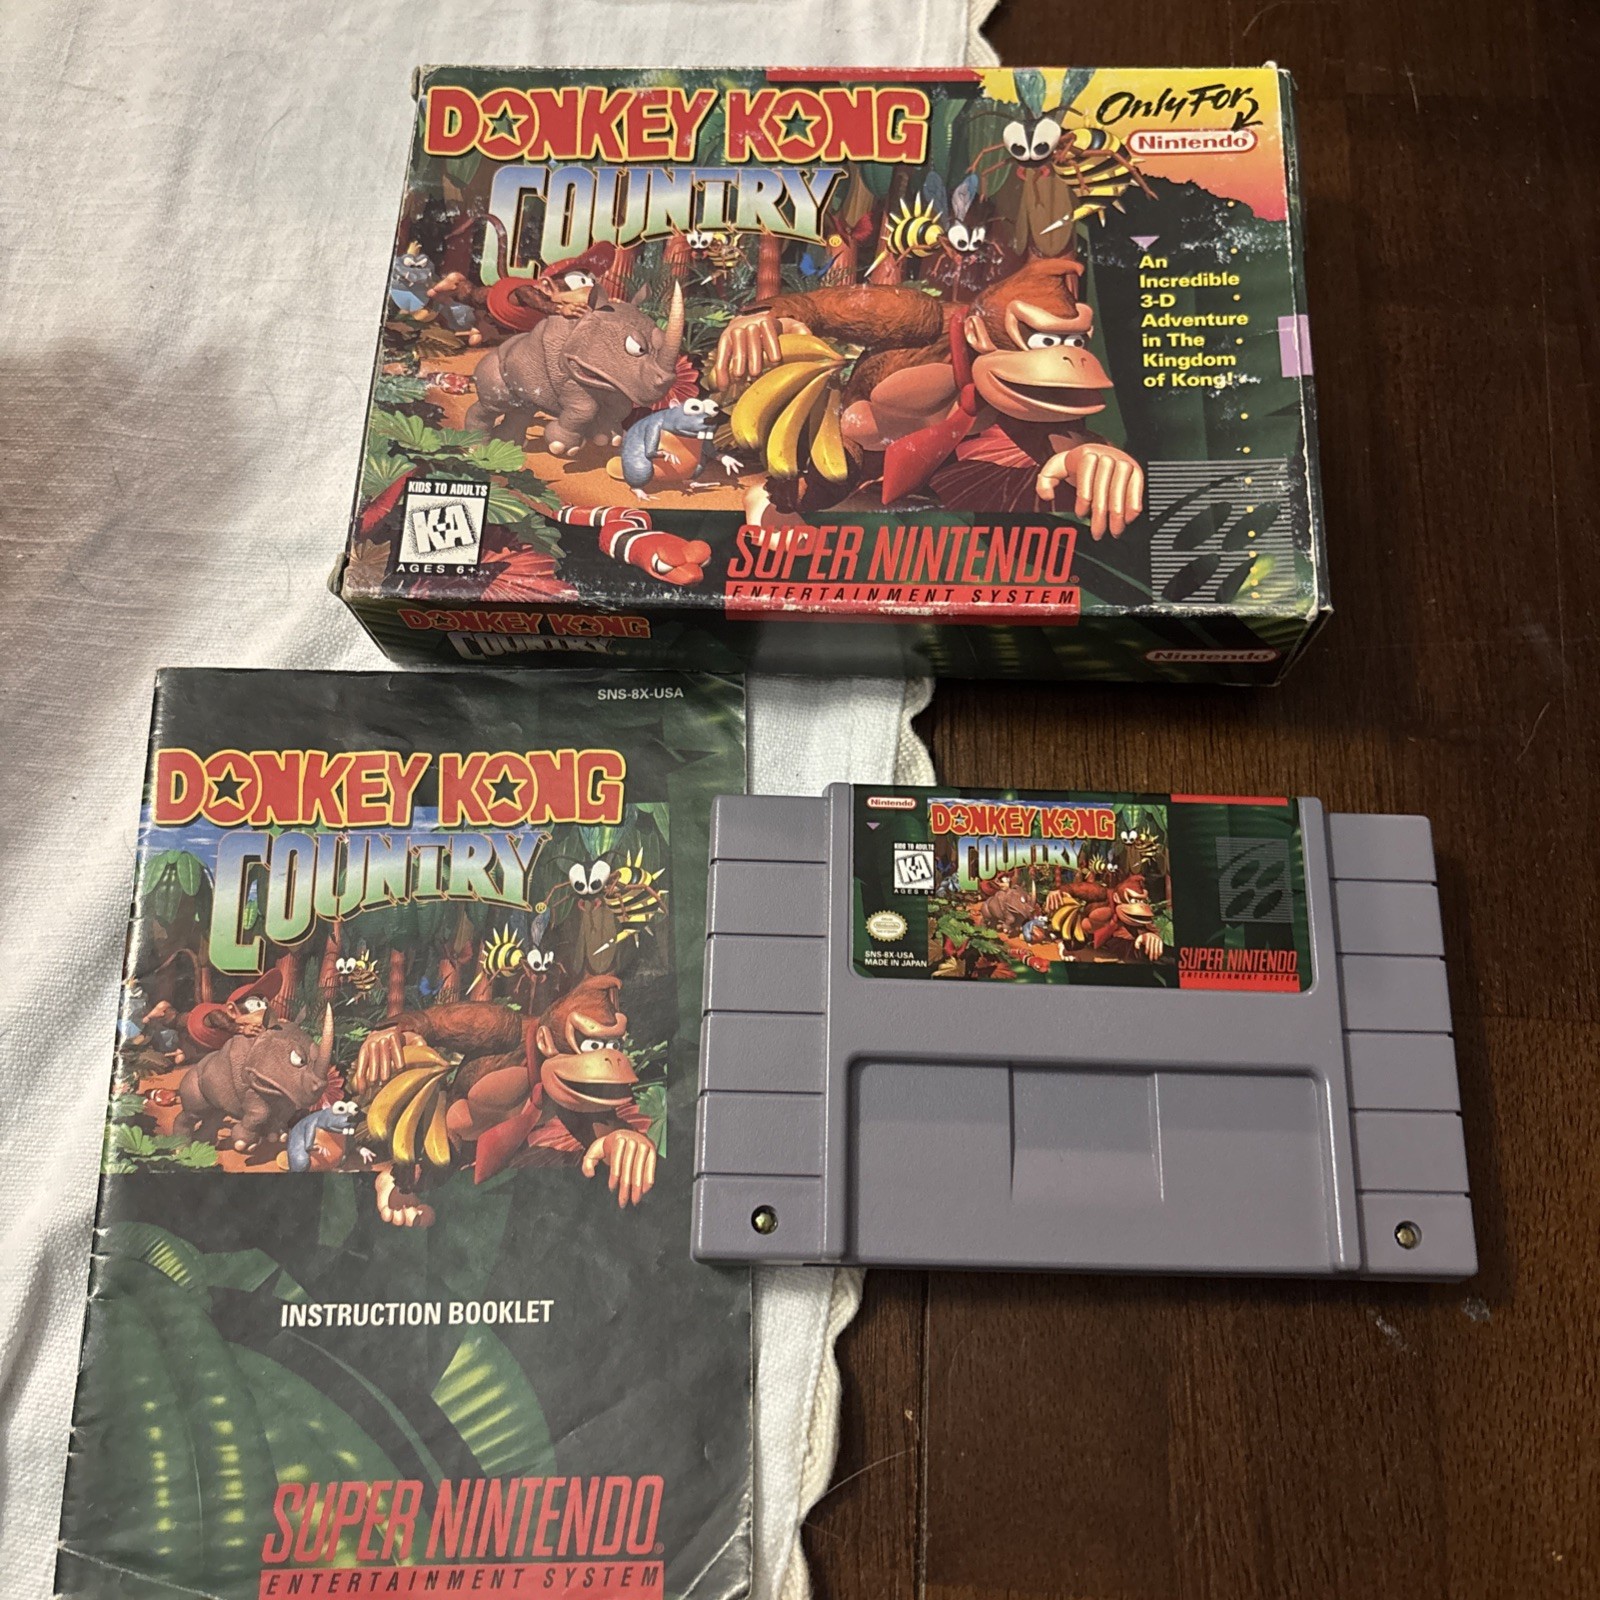 DONKEY KONG
COUNTRY®
Only For
Nintendo®
An
Incredible
3-D
Adventure
in The
Kingdom
of Kong!
KIDS TO ADULTS
K-A
AGES 6+
SUPER NINTENDO®
ENTERTAINMENT SYSTEM
DONKEY KONG
COUNTRY
Nintendo®
SNS-8X-USA
DONKEY KONG
COUNTRY®
INSTRUCTION BOOKLET
SUPER NINTENDO®
ENTERTAINMENT SYSTEM
Nintendo®
DONKEY KONG
COUNTRY
KIDS TO ADULTS
K-A
AGES 6+
SNS-8X-USA
MADE IN JAPAN
SUPER NINTENDO
ENTERTAINMENT SYSTEM